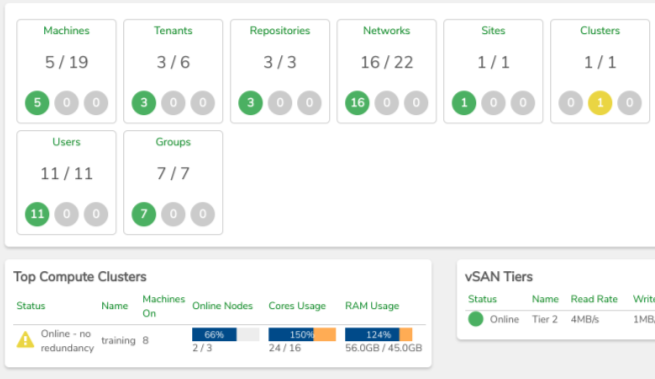 Machines
5 / 19
5 0 0
Tenants
3 / 6
3 0 0
Repositories
3 / 3
3 0 0
Networks
16 / 22
16 0 0
Sites
1 / 1
1 0 0
Clusters
1 / 1
0 1 0
Users
11 / 11
11 0 0
Groups
7 / 7
7 0 0
Top Compute Clusters
Status Name Machines On Online Nodes Cores Usage RAM Usage
Online - no redundancy training 8 66% 2 / 3 150% 24 / 16 124% 56.0GB / 45.0GB
vSAN Tiers
Status Name Read Rate Write
Online Tier 2 4MB/s 1MB/